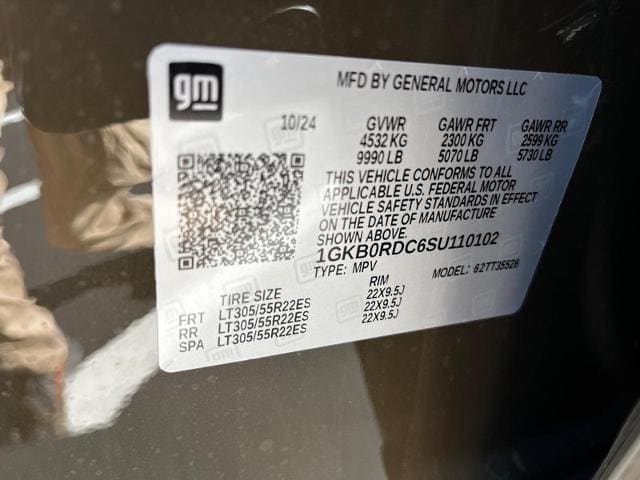 gm
MFD BY GENERAL MOTORS LLC
10/24 GVWR GAWR FRT GAWR RR
4532 KG 2300 KG 2599 KG
9990 LB 5070 LB 5730 LB
THIS VEHICLE CONFORMS TO ALL
APPLICABLE U.S. FEDERAL MOTOR
VEHICLE SAFETY STANDARDS IN EFFECT
ON THE DATE OF MANUFACTURE
SHOWN ABOVE.
1GKB0RDC6SU110102
TYPE: MPV MODEL: 62TT35526
TIRE SIZE RIM
FRT LT305/55R22ES 22X9.5J
RR LT305/55R22ES 22X9.5J
SPA LT305/55R22ES 22X9.5J